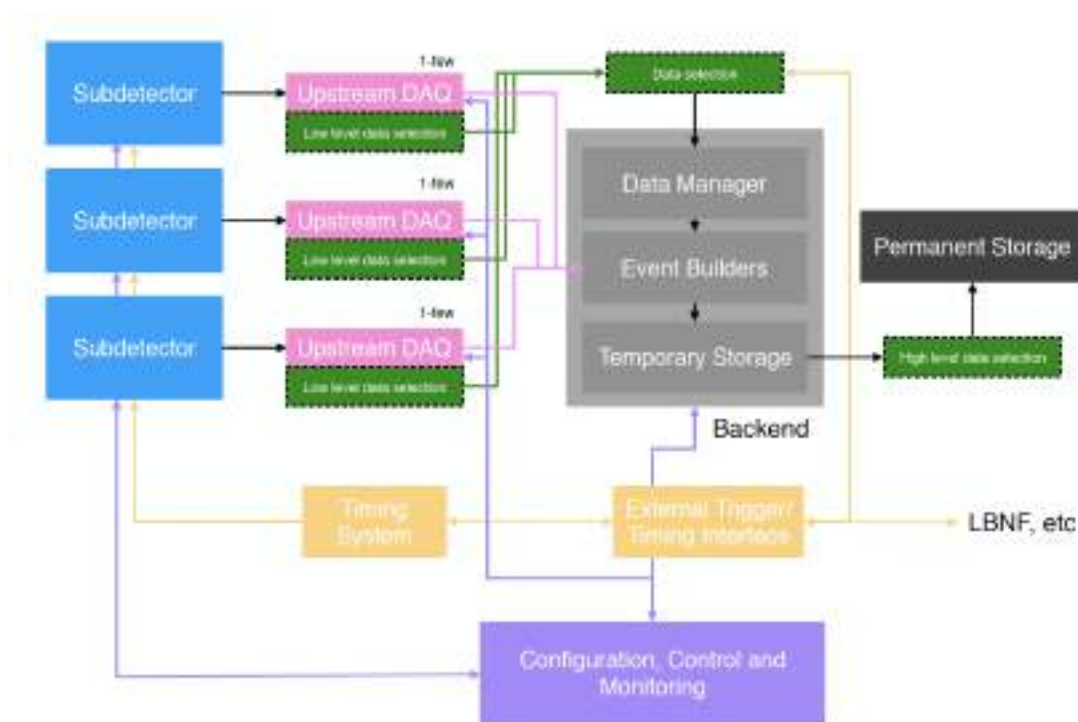 1-few
Subdetector
Upstream DAQ
Low level data selection
Data selection
1-few
Subdetector
Upstream DAQ
Low level data selection
Data Manager
Event Builders
Permanent Storage
1-few
Subdetector
Upstream DAQ
Low level data selection
Temporary Storage
High level data selection
Backend
Timing
System
External Trigger/
Timing Interface
LBNF, etc
Configuration, Control and
Monitoring